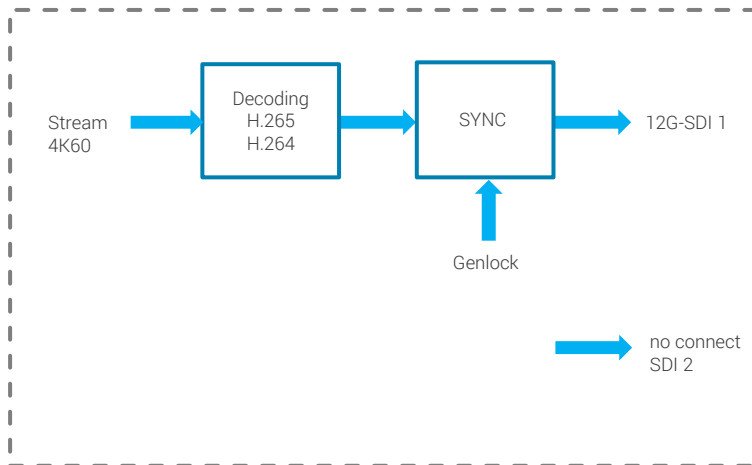 Stream
4K60
Decoding
H.265
H.264
SYNC
12G-SDI 1
Genlock
no connect
SDI 2